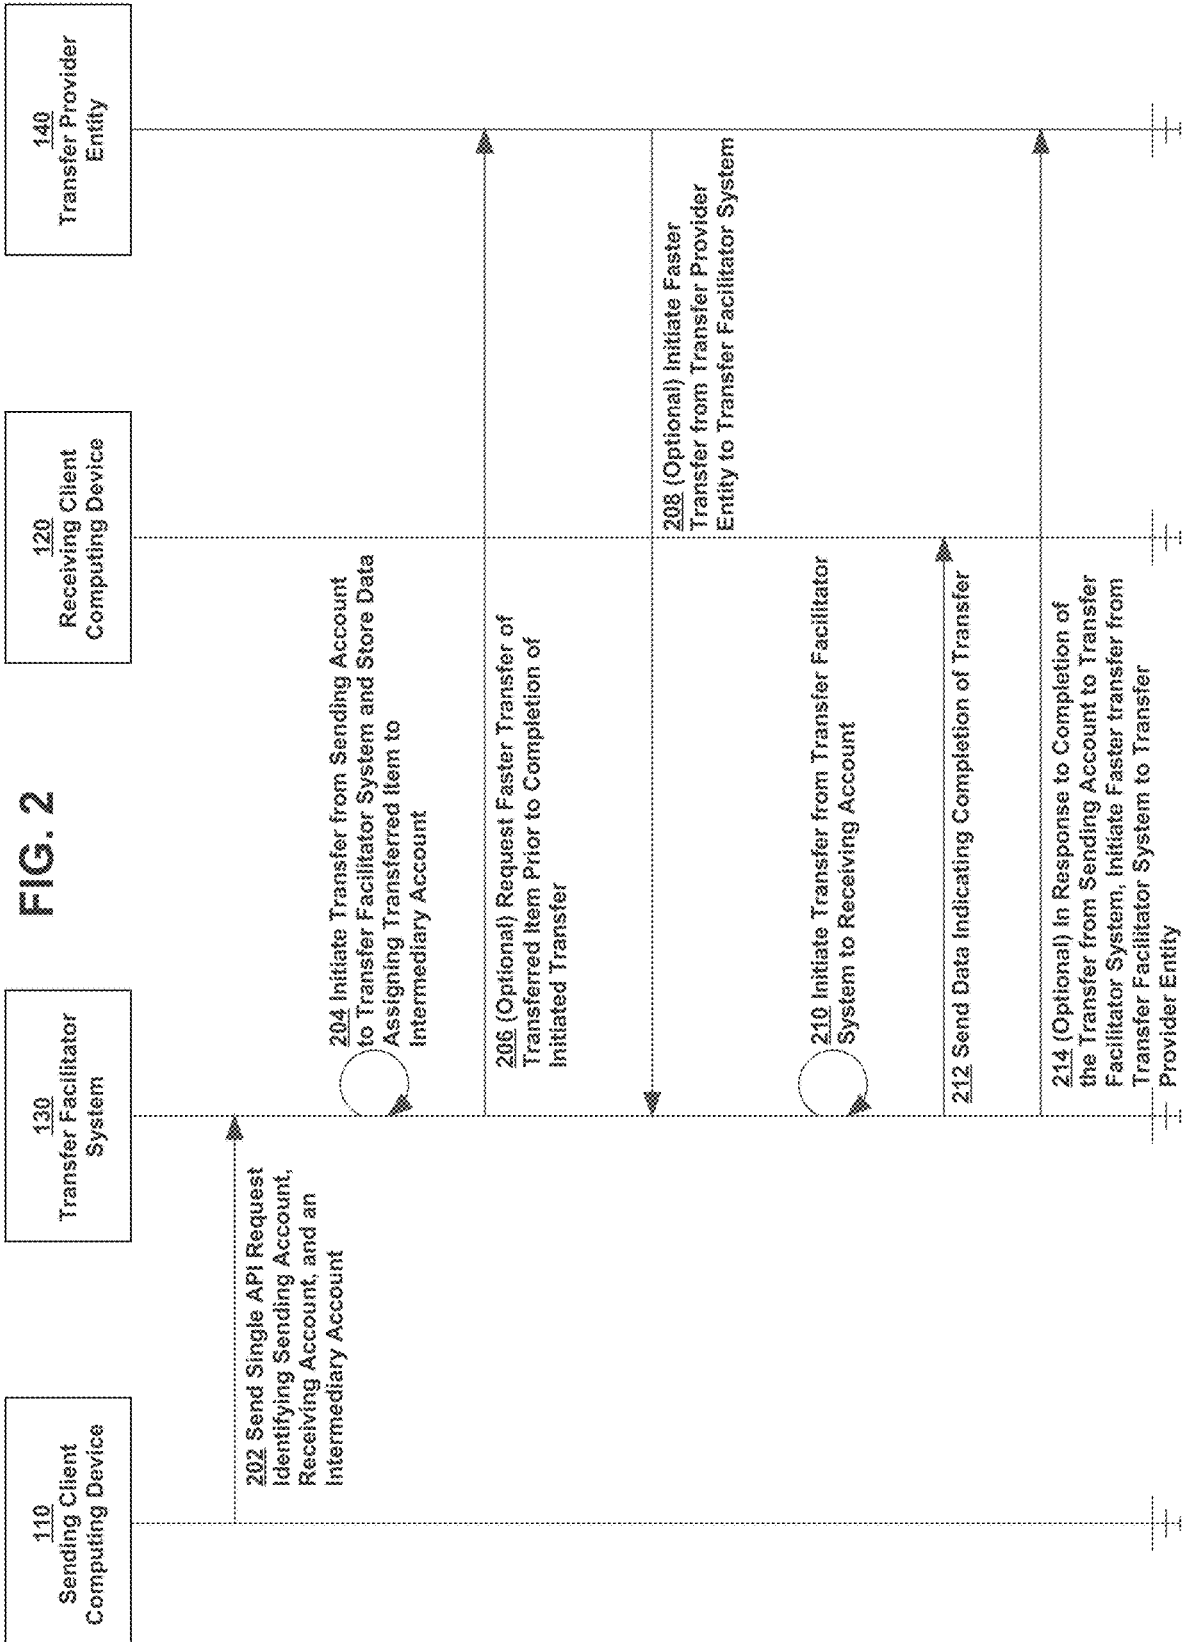 FIG. 2
110
Sending Client
Computing Device
130
Transfer Facilitator
System
120
Receiving Client
Computing Device
140
Transfer Provider
Entity
202 Send Single API Request
Identifying Sending Account,
Receiving Account, and an
Intermediary Account
204 Initiate Transfer from Sending Account
to Transfer Facilitator System and Store Data
Assigning Transferred Item to
Intermediary Account
206 (Optional) Request Faster Transfer of
Transferred Item Prior to Completion of
Initiated Transfer
208 (Optional) Initiate Faster
Transfer from Transfer Provider
Entity to Transfer Facilitator System
210 Initiate Transfer from Transfer Facilitator
System to Receiving Account
212 Send Data Indicating Completion of Transfer
214 (Optional) In Response to Completion of
the Transfer from Sending Account to Transfer
Facilitator System, Initiate Faster transfer from
Transfer Facilitator System to Transfer
Provider Entity